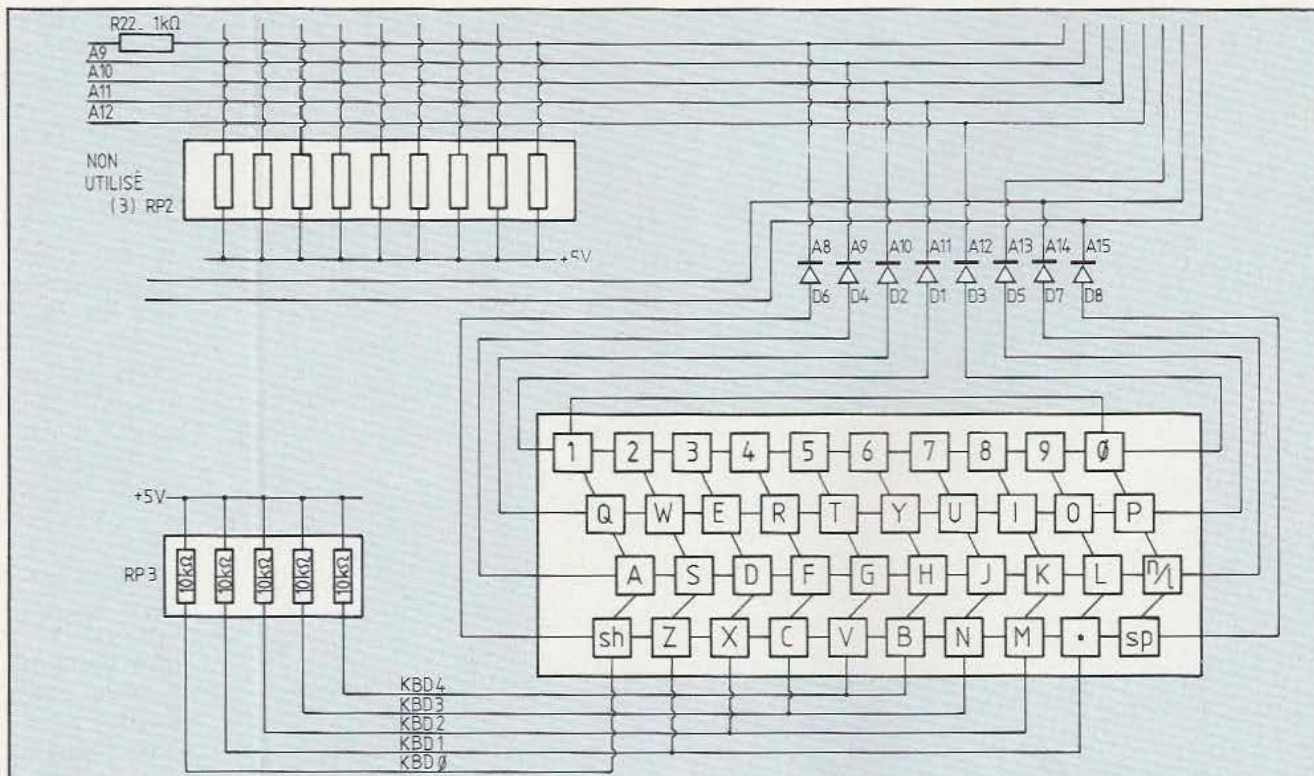 R22_ 1kΩ
A9
A10
A11
A12
NON
UTILISÉ
(3) RP2
+5V
A8 A9 A10 A11 A12 A13 A14 A15
D6 D4 D2 D1 D3 D5 D7 D8
1 2 3 4 5 6 7 8 9 Ø
Q W E R T Y U I O P
A S D F G H J K L n/l
sh Z X C V B N M • sp
+5V
RP3
10kΩ 10kΩ 10kΩ 10kΩ 10kΩ
KBD4
KBD3
KBD2
KBD1
KBDØ